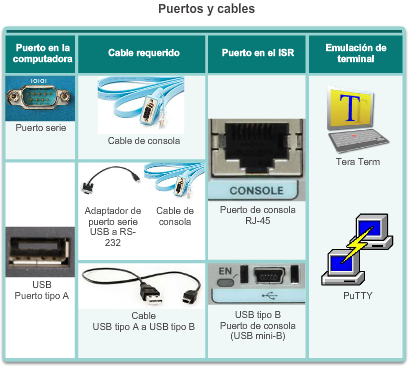 Puertos y cables
Puerto en la
computadora
Cable requerido
Puerto en el ISR
Emulación de
terminal
IOIOI
Puerto serie
Cable de consola
CONSOLE
Puerto de consola
RJ-45
T
Tera Term
Adaptador de
puerto serie
USB a RS-
232
Cable de
consola
USB
Puerto tipo A
Cable
USB tipo A a USB tipo B
EN
USB tipo B
Puerto de consola
(USB mini-B)
PuTTY